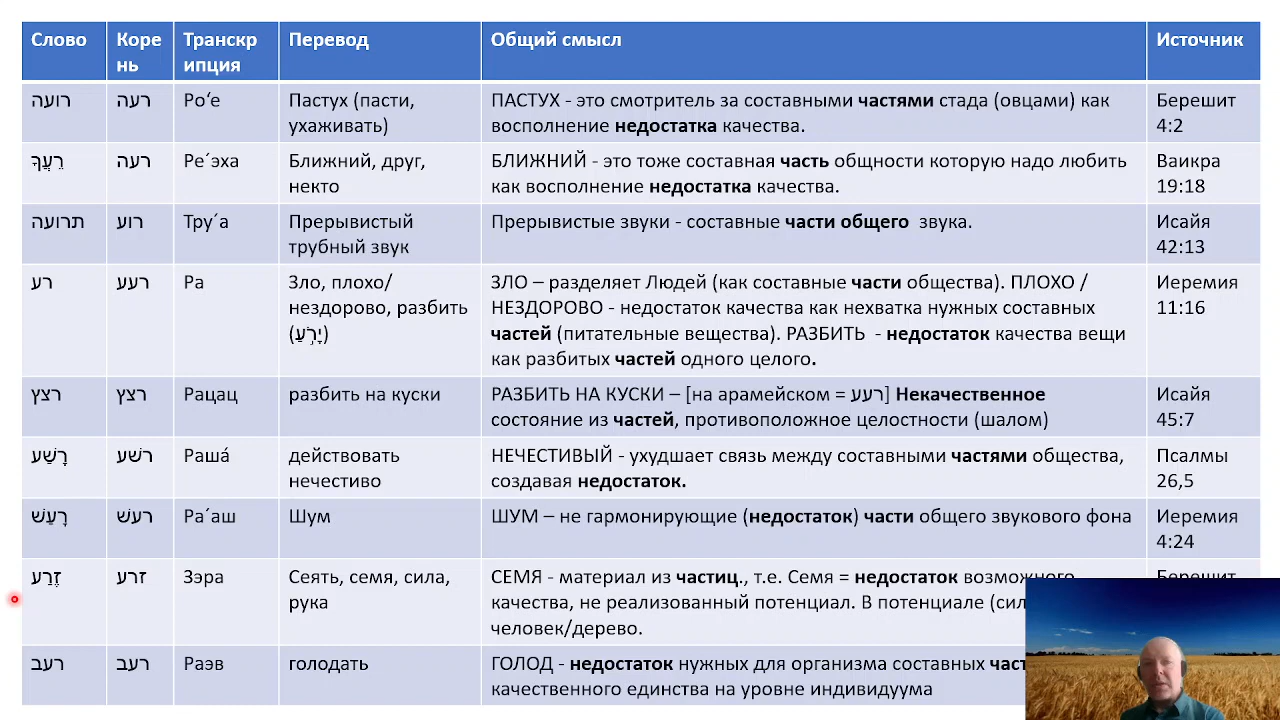 Слово Коре Транскр Перевод Общий смысл Источник
нь ипция
רועה רעה Ро‘е Пастух (пасти, ПАСТУХ - это смотритель за составными частями стада (овцами) как Берешит
ухаживать) восполнение недостатка качества. 4:2
רֵעֲךָ רעה Ре´эха Ближний, друг, БЛИЖНИЙ - это тоже составная часть общности которую надо любить Ваикра
некто как восполнение недостатка качества. 19:18
תרועה רוע Тру´а Прерывистый Прерывистые звуки - составные части общего звука. Исайя
трубный звук 42:13
רע רעע Ра Зло, плохо/ ЗЛО – разделяет Людей (как составные части общества). ПЛОХО / Иеремия
нездорово, разбить НЕЗДОРОВО - недостаток качества как нехватка нужных составных 11:16
(יָרֹעַ) частей (питательные вещества). РАЗБИТЬ - недостаток качества вещи
как разбитых частей одного целого.
רצץ רצץ Рацац разбить на куски РАЗБИТЬ НА КУСКИ – [на арамейском = רעע] Некачественное Исайя
состояние из частей, противоположное целостности (шалом) 45:7
רָשַׁע רשע Раша́ действовать НЕЧЕСТИВЫЙ - ухудшает связь между составными частями общества, Псалмы
нечестиво создавая недостаток. 26,5
רָעַשׁ רעש Ра´аш Шум ШУМ – не гармонирующие (недостаток) части общего звукового фона Иеремия
4:24
זֶרַע זרע Зэра Сеять, семя, сила, СЕМЯ - материал из частиц., т.е. Семя = недостаток возможного Берешит
рука качества, не реализованный потенциал. В потенциале (сил
человек/дерево.
רעב רעב Раэв голодать ГОЛОД - недостаток нужных для организма составных част
качественного единства на уровне индивидуума